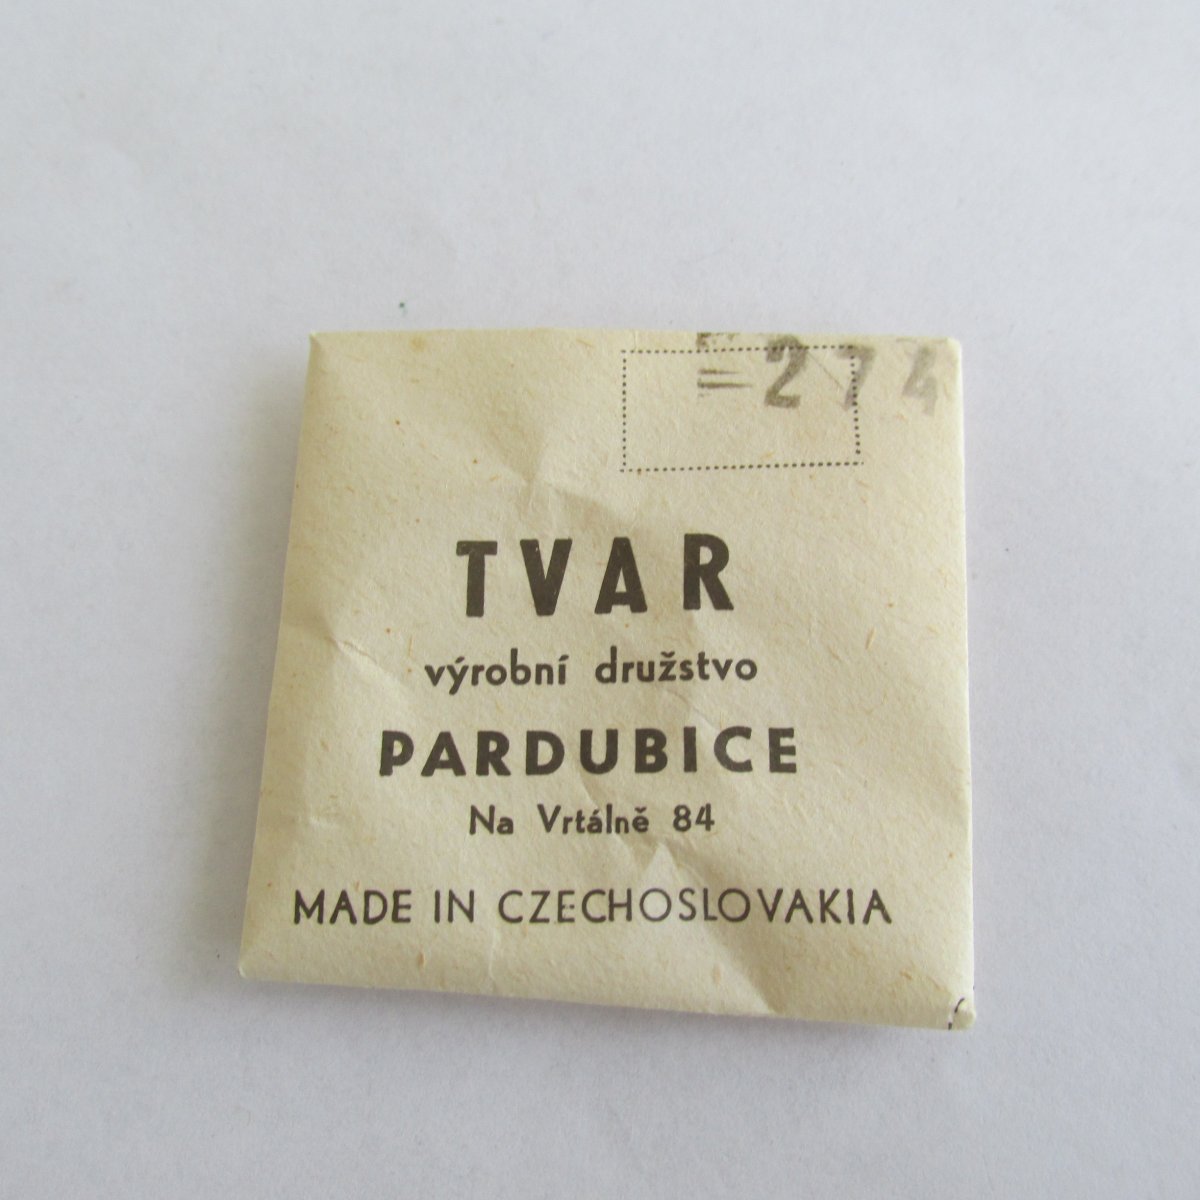 274
TVAR
výrobní družstvo
PARDUBICE
Na Vrtálně 84
MADE IN CZECHOSLOVAKIA